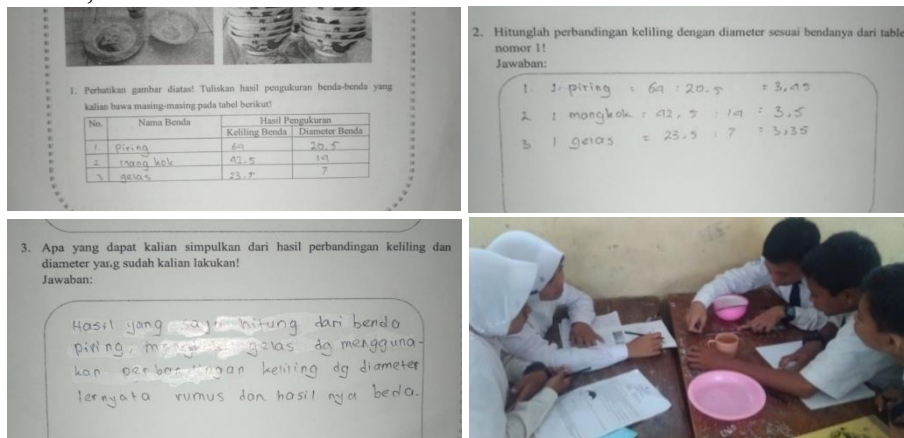 1. Perhatikan gambar diatas! Tuliskan hasil pengukuran benda-benda yang
kalian bawa masing-masing pada tabel berikut!
No. Nama Benda Hasil Pengukuran
Keliling Benda Diameter Benda
1. Piring 69 20.5
2 mang kok 42.5 19
3 gelas 23.5 7
2. Hitunglah perbandingan keliling dengan diameter sesuai bendanya dari table
nomor 1!
Jawaban:
1. 1 piring : 69 : 20.5 = 3,45
2. 1 mangkok = 42,5 : 19 = 3,5
3 1 gelas = 23.5 : 7 = 3,35
3. Apa yang dapat kalian simpulkan dari hasil perbandingan keliling dan
diameter yang sudah kalian lakukan!
Jawaban:
Hasil yang saya hitung dari benda
piring, gelas dg mengguna-
kan perbandingan keliling dg diameter
ternyata rumus dan hasil nya beda.